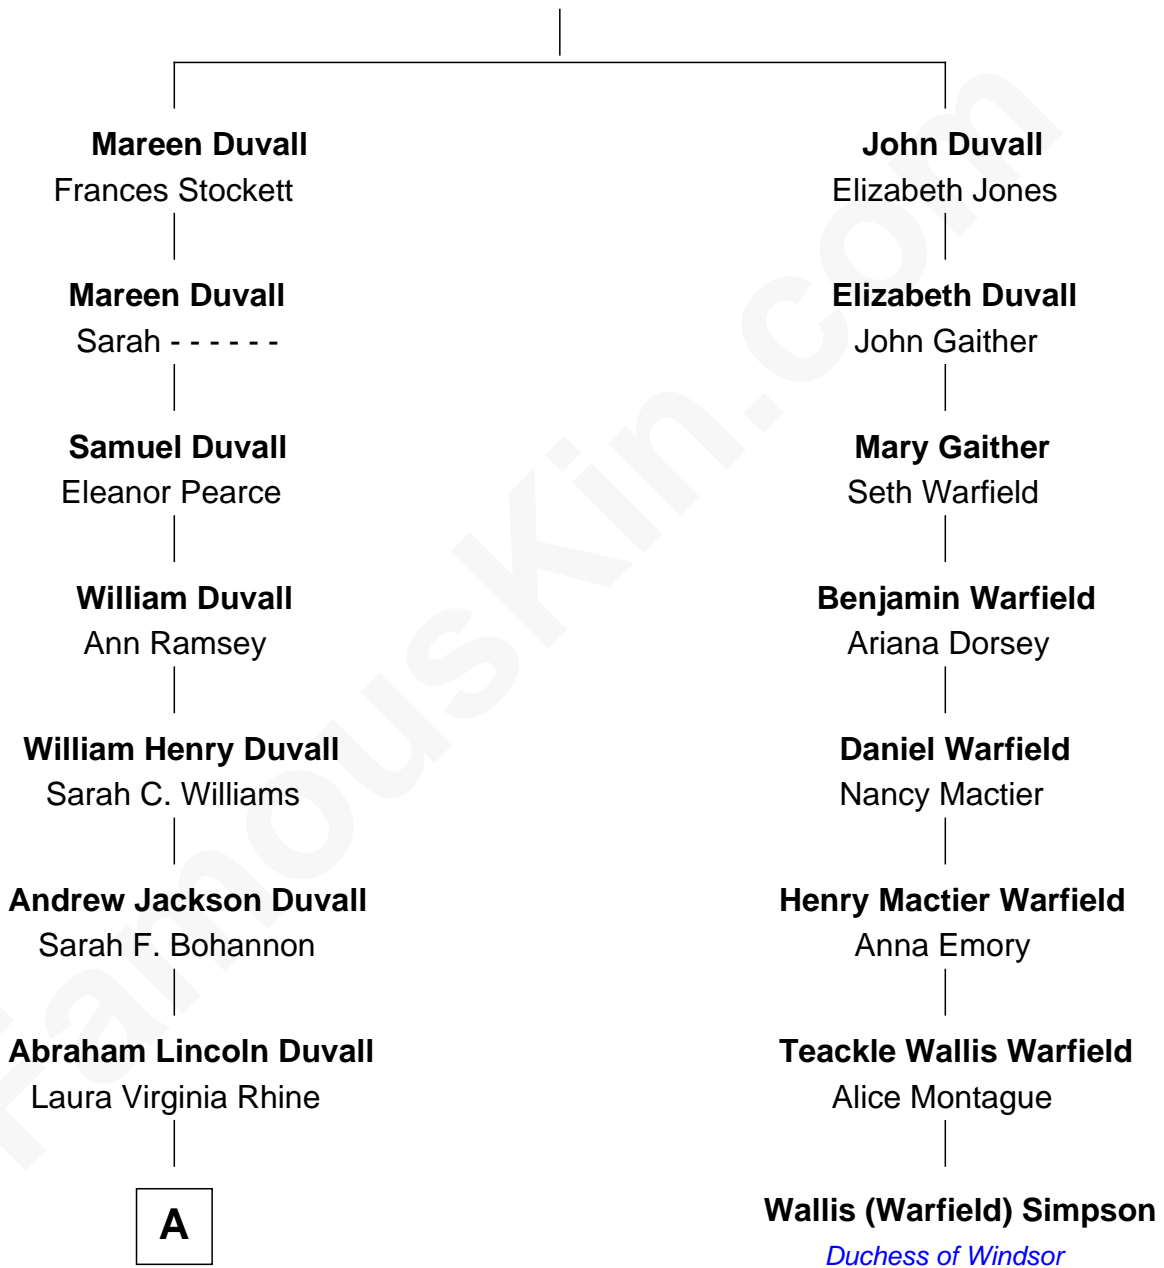 Mareen Duvall
Frances Stockett
Mareen Duvall
Sarah - - - - - -
Samuel Duvall
Eleanor Pearce
William Duvall
Ann Ramsey
William Henry Duvall
Sarah C. Williams
Andrew Jackson Duvall
Sarah F. Bohannon
Abraham Lincoln Duvall
Laura Virginia Rhine
A
John Duvall
Elizabeth Jones
Elizabeth Duvall
John Gaither
Mary Gaither
Seth Warfield
Benjamin Warfield
Ariana Dorsey
Daniel Warfield
Nancy Mactier
Henry Mactier Warfield
Anna Emory
Teackle Wallis Warfield
Alice Montague
Wallis (Warfield) Simpson
Duchess of Windsor
FamousKin.com